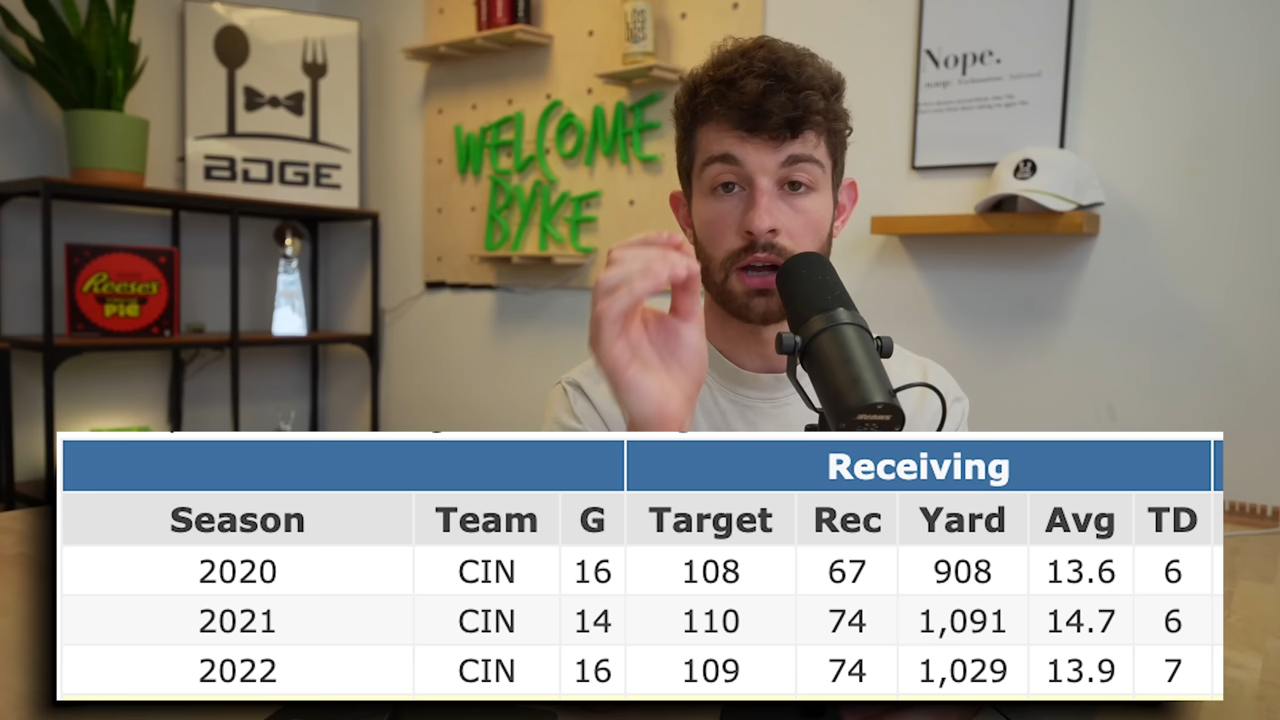 BDGE
WELCOME
BYKE
Nope.
Reese's
PIE
Receiving
Season Team G Target Rec Yard Avg TD
2020 CIN 16 108 67 908 13.6 6
2021 CIN 14 110 74 1,091 14.7 6
2022 CIN 16 109 74 1,029 13.9 7